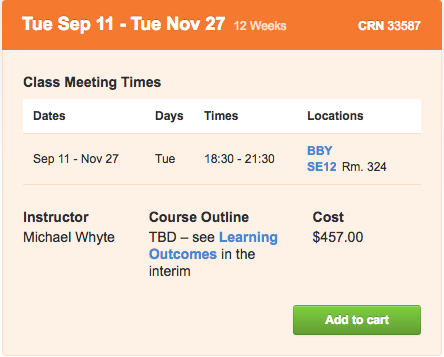 Tue Sep 11 - Tue Nov 27 12 Weeks CRN 33587
Class Meeting Times
Dates Days Times Locations
Sep 11 - Nov 27 Tue 18:30 - 21:30 BBY
SE12 Rm. 324
Instructor Course Outline Cost
Michael Whyte TBD – see Learning $457.00
Outcomes in the
interim
Add to cart